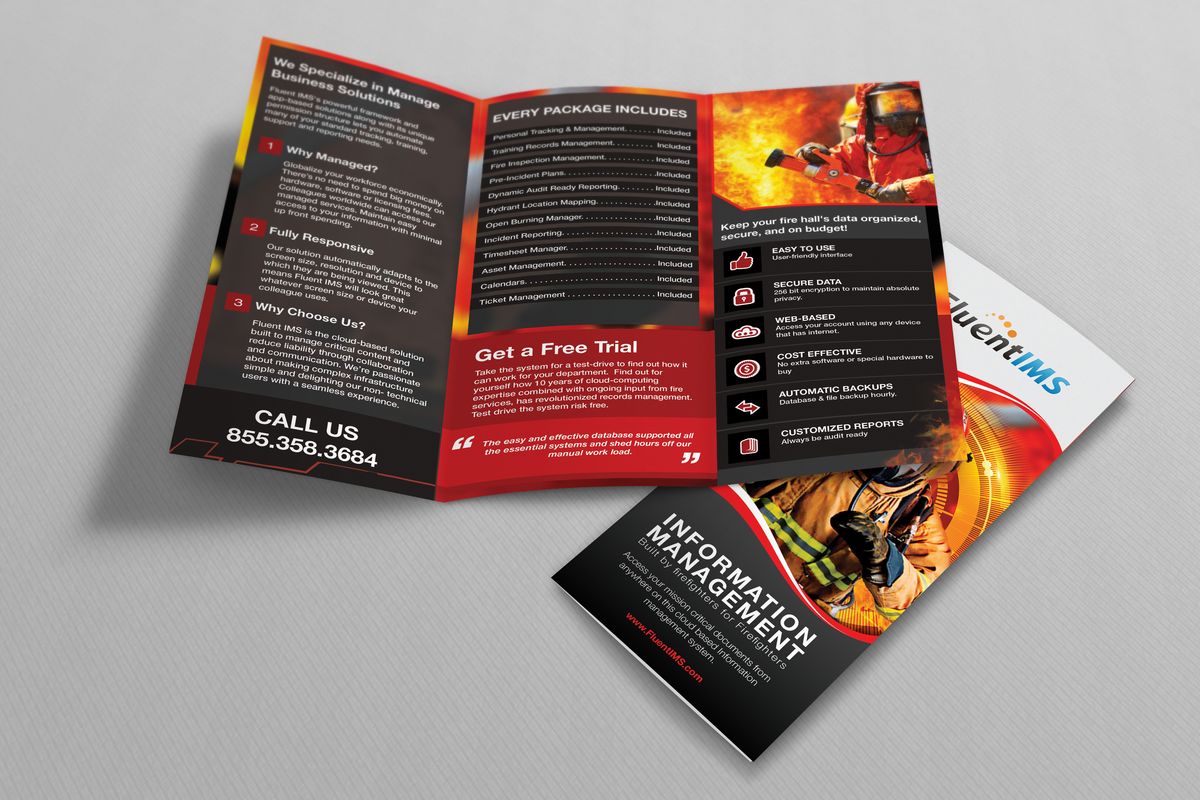 We Specialize in Manage
Business Solutions
Fluent IMS's powerful framework and
app-based solutions along with its unique
permission structure lets you automate
many of your standard tracking, training,
support and reporting needs.
1 Why Managed?
Globalize your workforce economically.
There's no need to spend big money on
hardware, software or licensing fees.
Colleagues worldwide can access our
managed services. Maintain easy
access to your information with minimal
up front spending.
2 Fully Responsive
Our solution automatically adapts to the
screen size, resolution and device to
which they are being viewed. This
means Fluent IMS will look great
whatever screen size or device your
colleague uses.
3 Why Choose Us?
Fluent IMS is the cloud-based solution
built to manage critical content and
reduce liability through collaboration
and communication. We're passionate
about making complex infrastructure
simple and delighting our non- technical
users with a seamless experience.
CALL US
855.358.3684
EVERY PACKAGE INCLUDES
Personal Tracking & Management. . . . . . . Included
Training Records Management. . . . . . . . . Included
Fire Inspection Management. . . . . . . . . . . Included
Pre-Incident Plans. . . . . . . . . . . . . . . . . . Included
Dynamic Audit Ready Reporting. . . . . . . . Included
Hydrant Location Mapping. . . . . . . . . . . . Included
Open Burning Manager. . . . . . . . . . . . . . . Included
Incident Reporting. . . . . . . . . . . . . . . . . . Included
Timesheet Manager. . . . . . . . . . . . . . . . . Included
Asset Management. . . . . . . . . . . . . . . . . .Included
Calendars. . . . . . . . . . . . . . . . . . . . . . . . Included
Ticket Management . . . . . . . . . . . . . . . . . Included
Get a Free Trial
Take the system for a test-drive to find out how it
can work for your department. Find out for
yourself how 10 years of cloud-computing
expertise combined with ongoing input from fire
services, has revolutionized records management.
Test drive the system risk free.
“ The easy and effective database supported all
the essential systems and shed hours off our
manual work load. ”
Keep your fire hall's data organized,
secure, and on budget!
EASY TO USE
User-friendly interface
SECURE DATA
256 bit encryption to maintain absolute
privacy.
WEB-BASED
Access your account using any device
that has internet.
COST EFFECTIVE
No extra software or special hardware to
buy
AUTOMATIC BACKUPS
Database & file backup hourly.
CUSTOMIZED REPORTS
Always be audit ready
FluentIMS
INFORMATION
MANAGEMENT
Built by firefighters for Firefighters
Access your mission critical documents from
anywhere on this cloud based information
management system.
www.FluentIMS.com